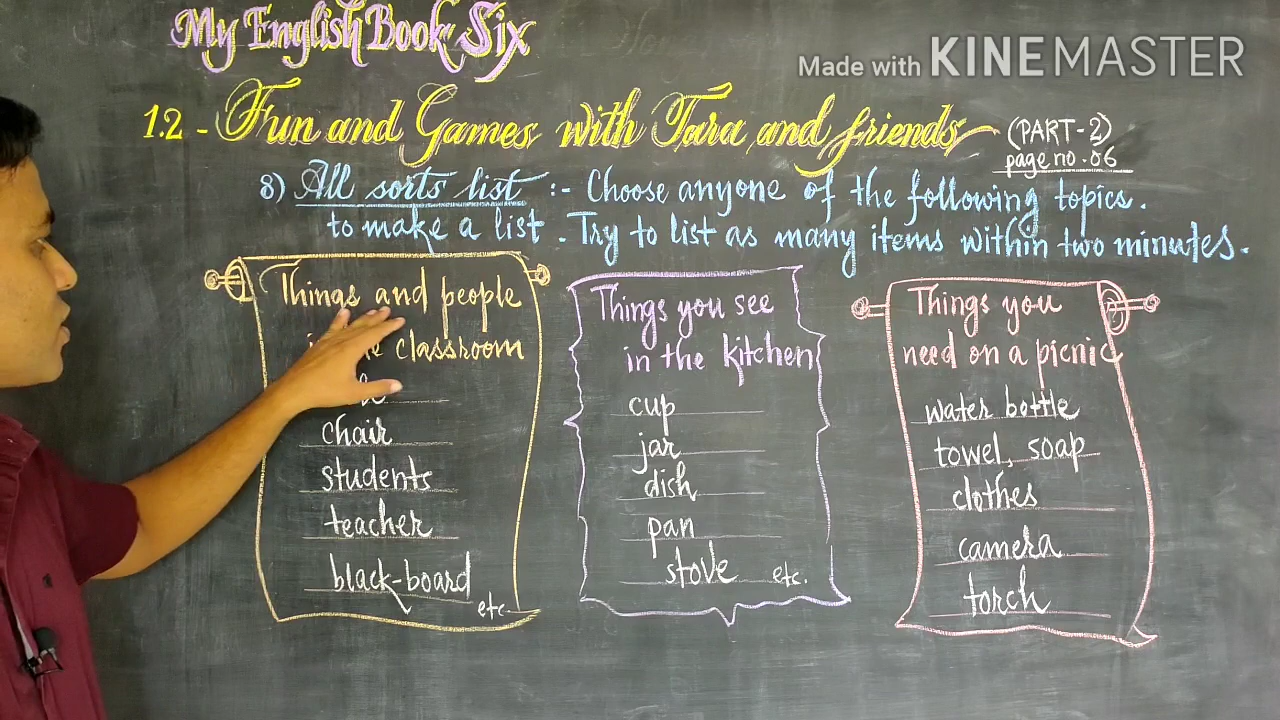 My English Book Six
Made with KINEMASTER
1.2 - Fun and Games with Tara and friends (PART-2)
page no. 06
8) All sorts list :- Choose anyone of the following topics.
to make a list. Try to list as many items within two minutes.
Things and people
classroom
chair
students
teacher
black-board
etc.
Things you see
in the kitchen
cup
jar
dish
pan
stove etc.
Things you
need on a picnic
water bottle
towel, soap
clothes
camera
torch